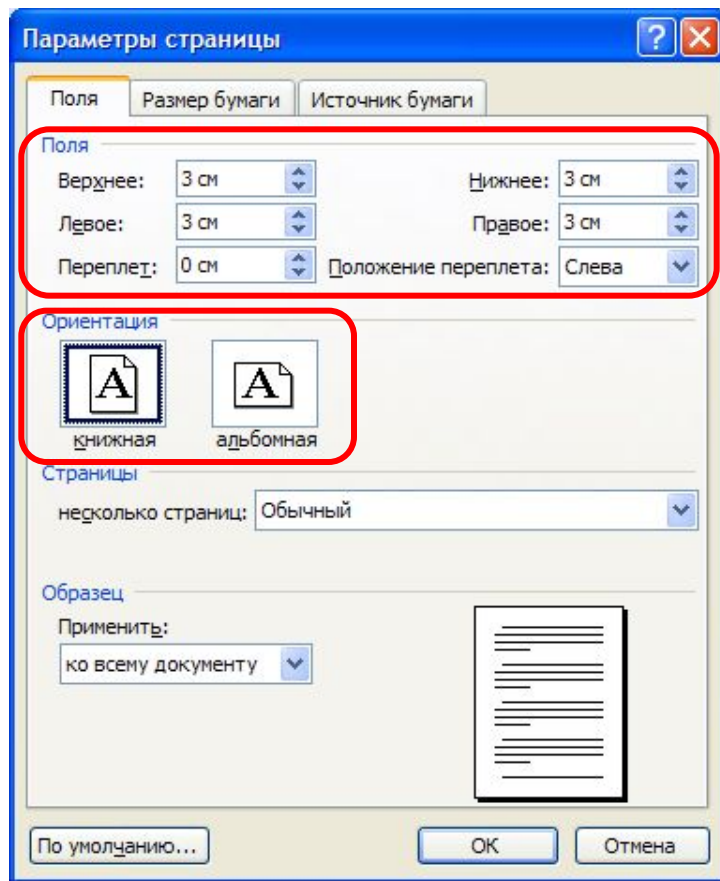 Параметры страницы
Поля Размер бумаги Источник бумаги
Поля
Верхнее: 3 см Нижнее: 3 см
Левое: 3 см Правое: 3 см
Переплет: 0 см Положение переплета: Слева
Ориентация
A A
книжная альбомная
Страницы
несколько страниц: Обычный
Образец
Применить:
ко всему документу
По умолчанию... ОК Отмена